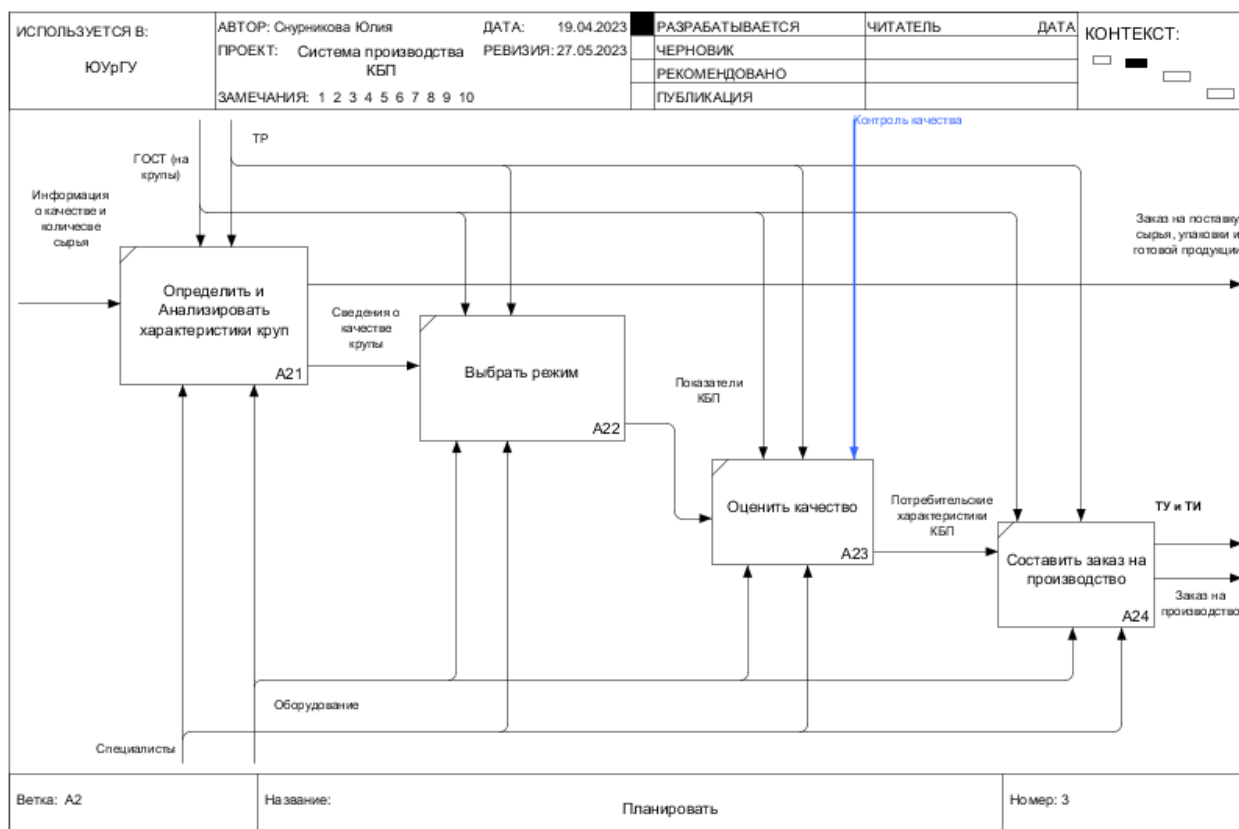 ИСПОЛЬЗУЕТСЯ В:
ЮУрГУ
АВТОР: Снурникова Юлия
ДАТА: 19.04.2023
ПРОЕКТ: Система производства
КБП
РЕВИЗИЯ: 27.05.2023
ЗАМЕЧАНИЯ: 1 2 3 4 5 6 7 8 9 10
РАЗРАБАТЫВАЕТСЯ
ЧЕРНОВИК
РЕКОМЕНДОВАНО
ПУБЛИКАЦИЯ
ЧИТАТЕЛЬ
ДАТА
КОНТЕКСТ:
Контроль качества
ТР
ГОСТ (на
крупы)
Информация
о качестве и
количесве
сырья
Заказ на поставку
сырья, упаковки и
готовой продукции
Определить и
Анализировать
характеристики круп
A21
Сведения о
качестве
крупы
Выбрать режим
A22
Показатели
КБП
Оценить качество
A23
Потребительские
характеристики
КБП
ТУ и ТИ
Составить заказ на
производство
A24
Заказ на
производство
Оборудование
Специалисты
Ветка: A2
Название:
Планировать
Номер: 3